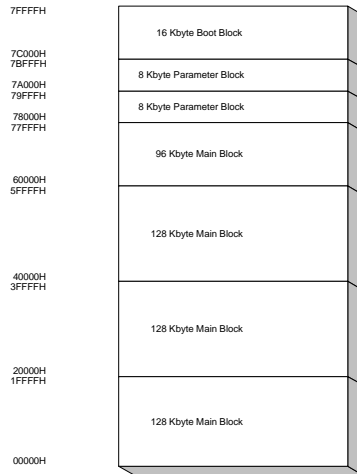 7FFFFH
16 Kbyte Boot Block
7C000H
7BFFFH
8 Kbyte Parameter Block
7A000H
79FFFH
8 Kbyte Parameter Block
78000H
77FFFH
96 Kbyte Main Block
60000H
5FFFFH
128 Kbyte Main Block
40000H
3FFFFH
128 Kbyte Main Block
20000H
1FFFFH
128 Kbyte Main Block
00000H